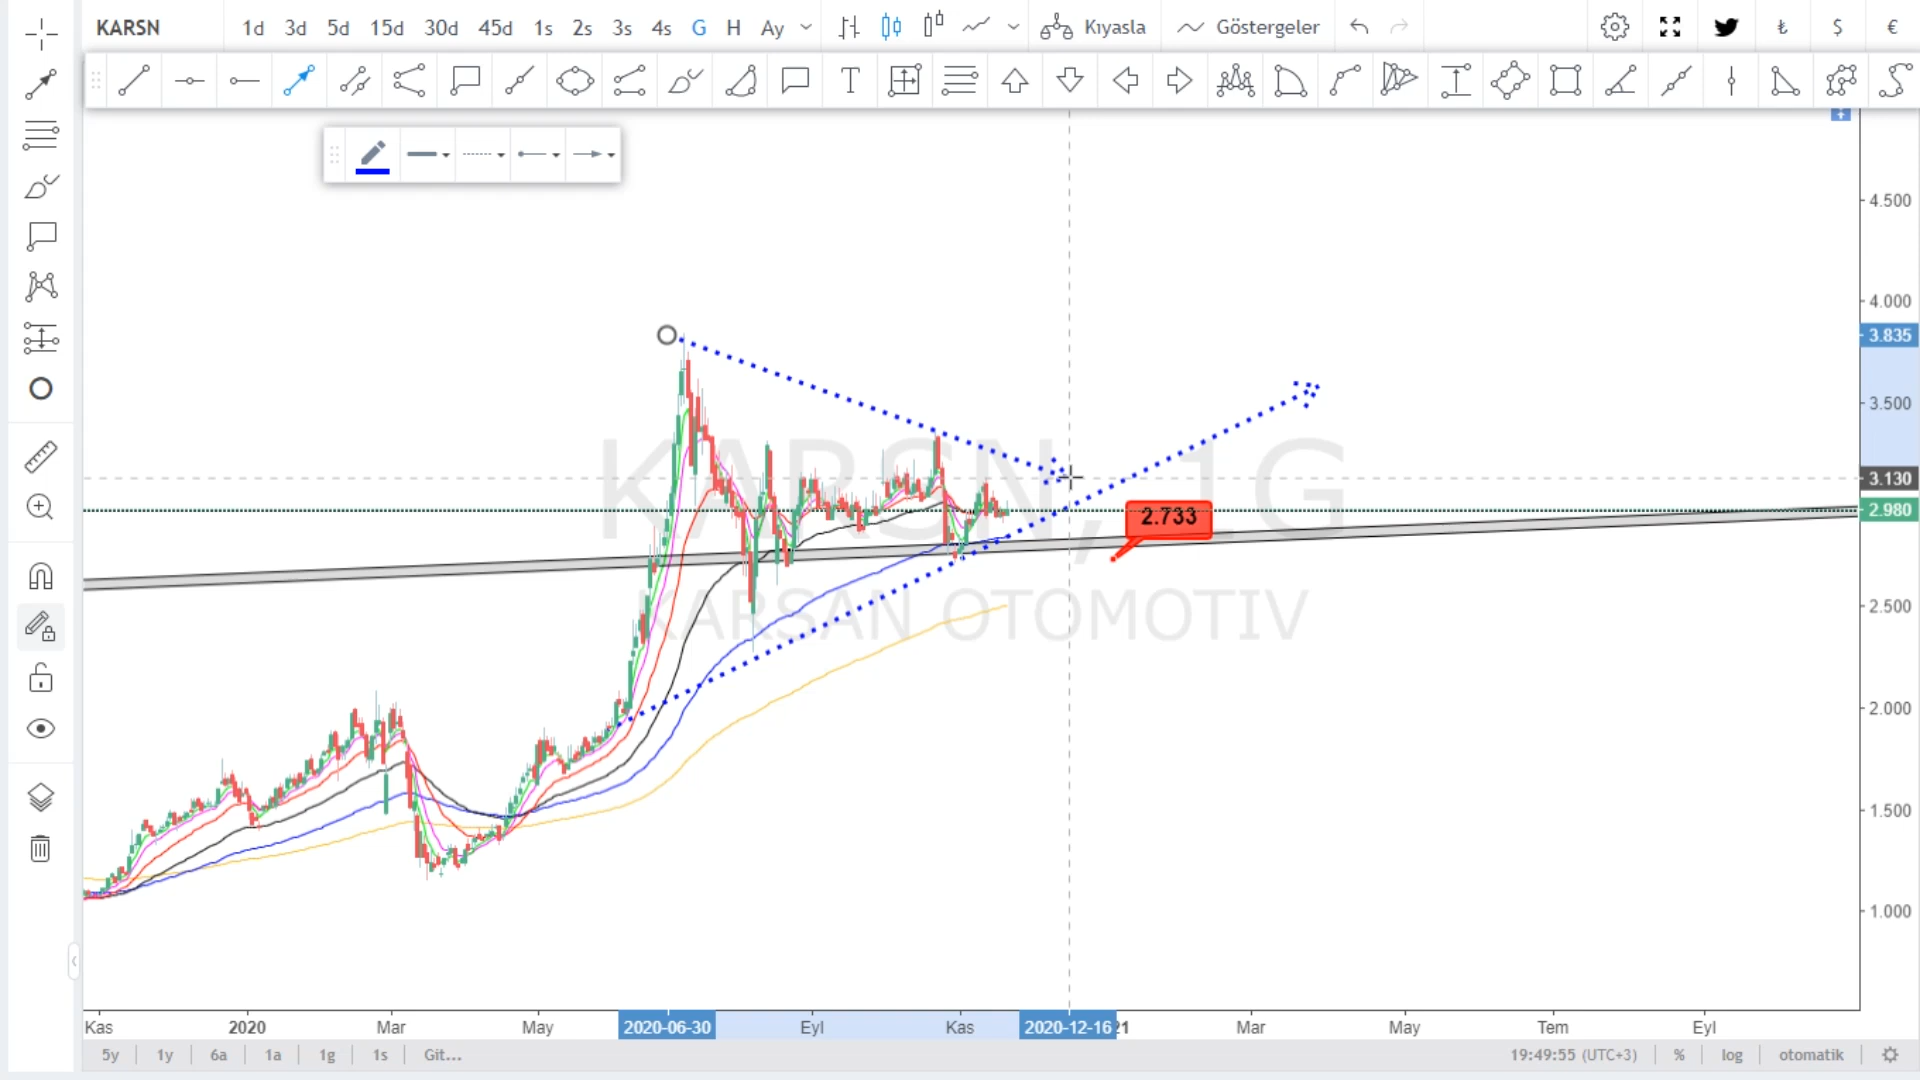 KARSN 1d 3d 5d 15d 30d 45d 1s 2s 3s 4s G H Ay Kıyasla Göstergeler ₺ $ €
T
4.500
4.000
3.835
3.500
KARSN, 1G
3.130
2.980
2.733
KARSAN OTOMOTIV
2.500
2.000
1.500
1.000
Kas 2020 Mar May 2020-06-30 Eyl Kas 2020-12-16 21 Mar May Tem Eyl
5y 1y 6a 1a 1g 1s Git... 19:49:55 (UTC+3) % log otomatik